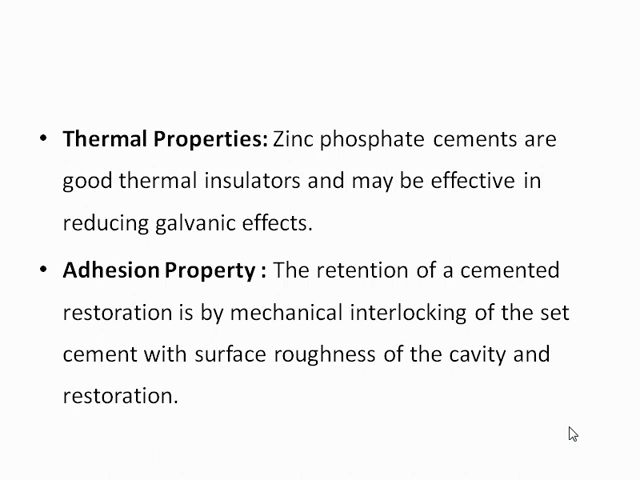 • Thermal Properties: Zinc phosphate cements are
good thermal insulators and may be effective in
reducing galvanic effects.
• Adhesion Property : The retention of a cemented
restoration is by mechanical interlocking of the set
cement with surface roughness of the cavity and
restoration.